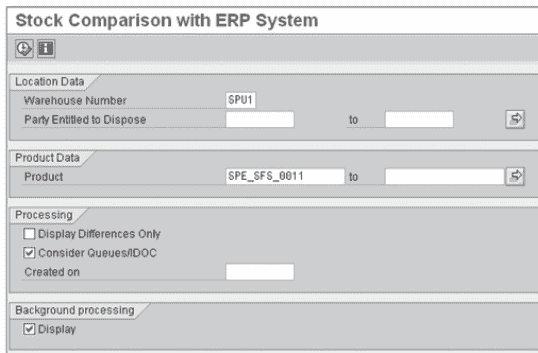 Stock Comparison with ERP System
Location Data
Warehouse Number SPU1
Party Entitled to Dispose to
Product Data
Product SPE_SFS_0011 to
Processing
Display Differences Only
Consider Queues/IDOC
Created on
Background processing
Display